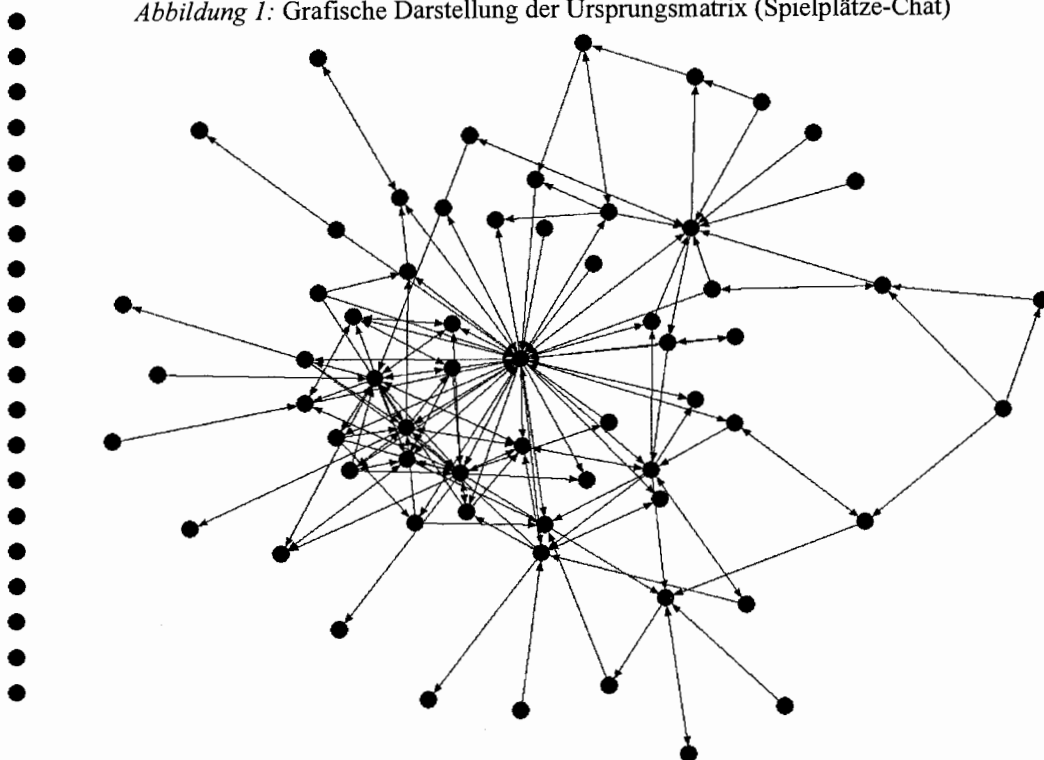 Abbildung 1: Grafische Darstellung der Ursprungsmatrix (Spielplätze-Chat)